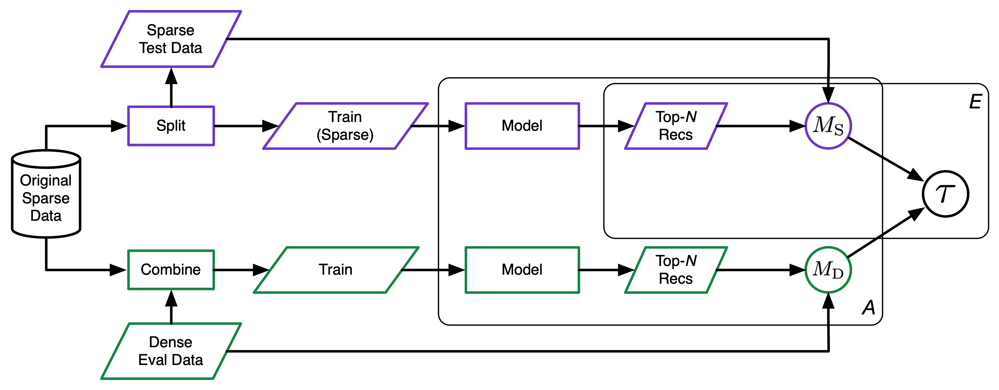 Sparse
Test Data
E
Split
Train
(Sparse)
Model
Top-N
Recs
M_S
Original
Sparse
Data
τ
Combine
Train
Model
Top-N
Recs
M_D
A
Dense
Eval Data